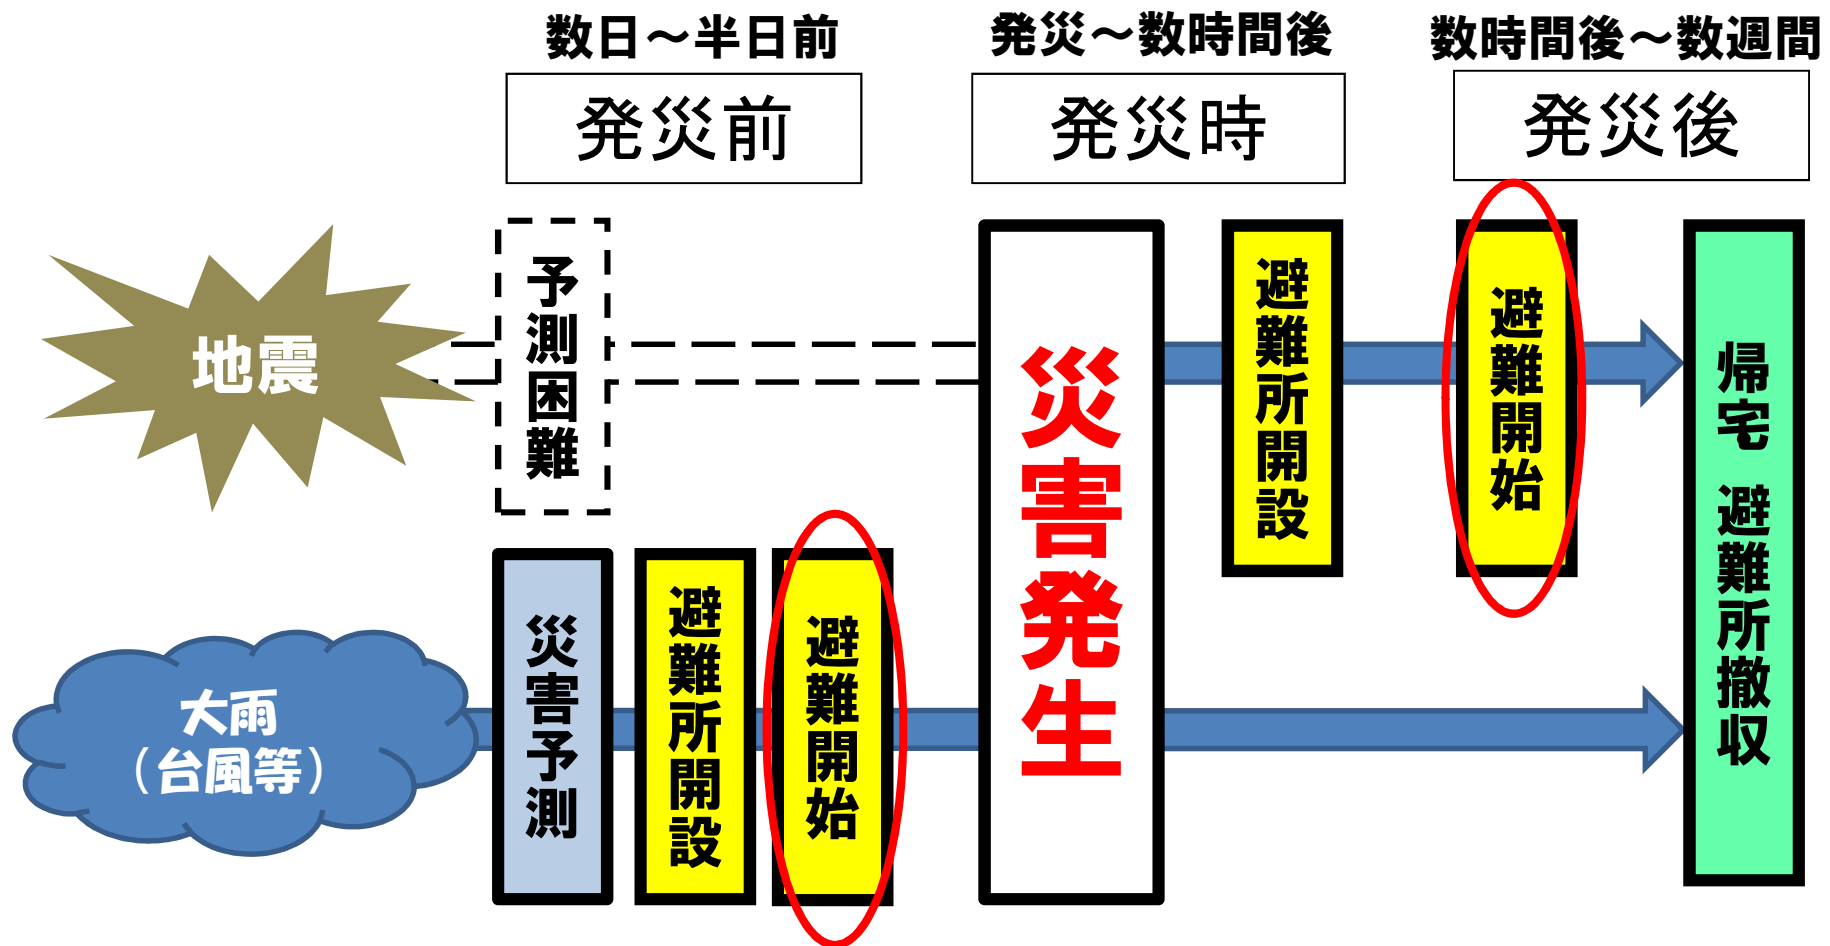 数日～半日前
発災～数時間後
数時間後～数週間
発災前
発災時
発災後
地震
予測困難
災害発生
避難所開設
避難開始
帰宅 避難所撤収
大雨
（台風等）
災害予測
避難所開設
避難開始